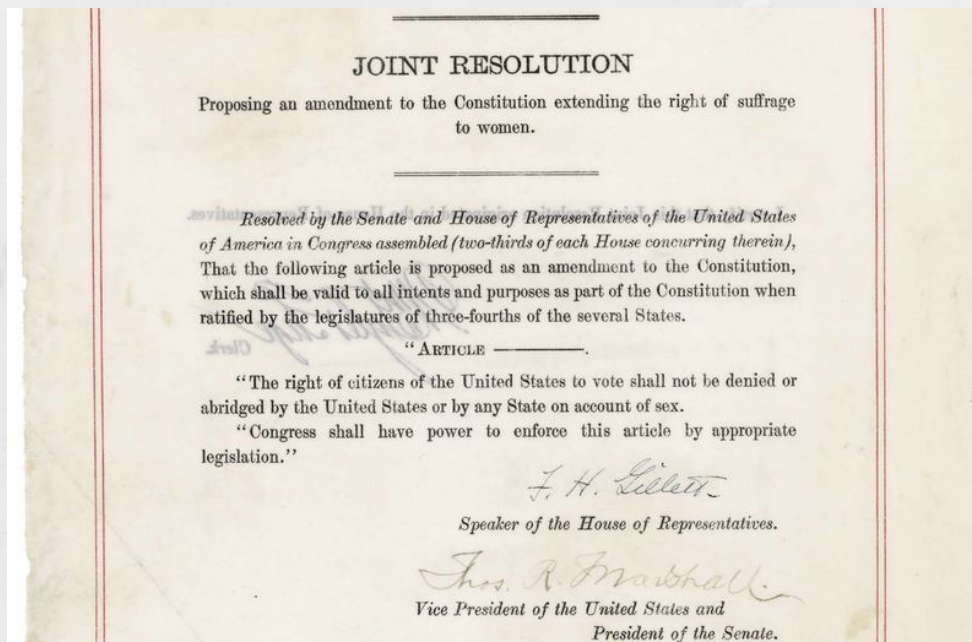 JOINT RESOLUTION
Proposing an amendment to the Constitution extending the right of suffrage
to women.
Resolved by the Senate and House of Representatives of the United States
of America in Congress assembled (two-thirds of each House concurring therein),
That the following article is proposed as an amendment to the Constitution,
which shall be valid to all intents and purposes as part of the Constitution when
ratified by the legislatures of three-fourths of the several States.
“ARTICLE ————.
“The right of citizens of the United States to vote shall not be denied or
abridged by the United States or by any State on account of sex.
“Congress shall have power to enforce this article by appropriate
legislation.”
F. H. Gillett
Speaker of the House of Representatives.
Thos. R. Marshall.
Vice President of the United States and
President of the Senate.